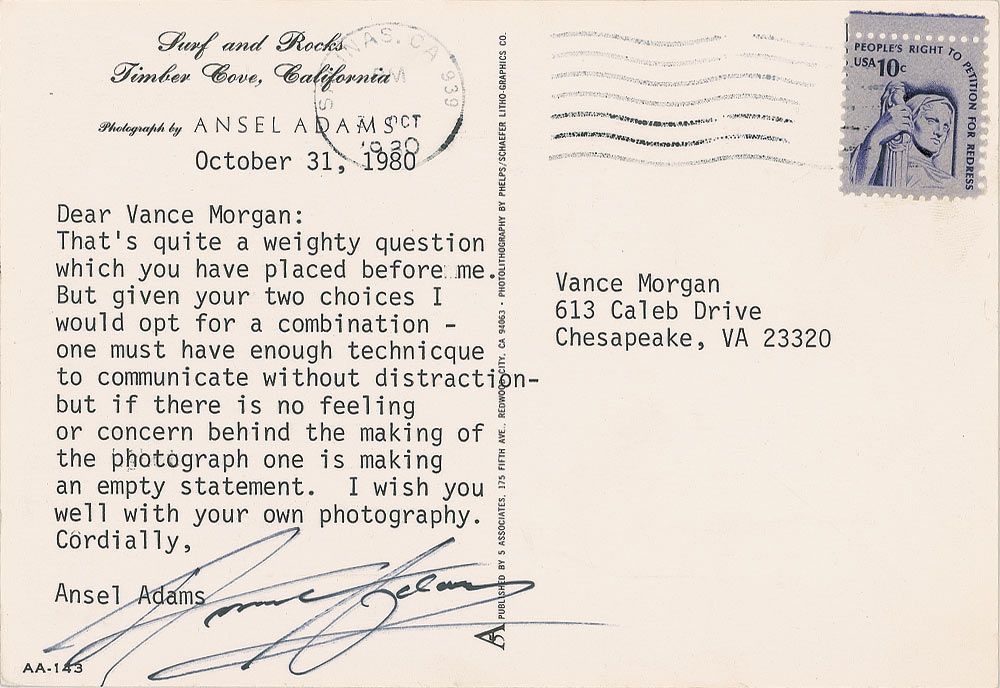 Surf and Rocks
Timber Cove, California
Photograph by ANSEL ADAMS
October 31, 1980
Dear Vance Morgan:
That's quite a weighty question
which you have placed before me.
But given your two choices I
would opt for a combination -
one must have enough technicque
to communicate without distraction-
but if there is no feeling
or concern behind the making of
the photograph one is making
an empty statement.  I wish you
well with your own photography.
Cordially,
Ansel Adams
Ansel Adams
AA-143
PUBLISHED BY 5 ASSOCIATES, 175 FIFTH AVE., REDWOOD CITY, CA 94063 • PHOTOLITHOGRAPHY BY PHELPS/SCHAEFER LITHO-GRAPHICS CO.
CA 939
PM
OCT
PEOPLE'S RIGHT TO PETITION FOR REDRESS
USA 10c
Vance Morgan
613 Caleb Drive
Chesapeake, VA 23320